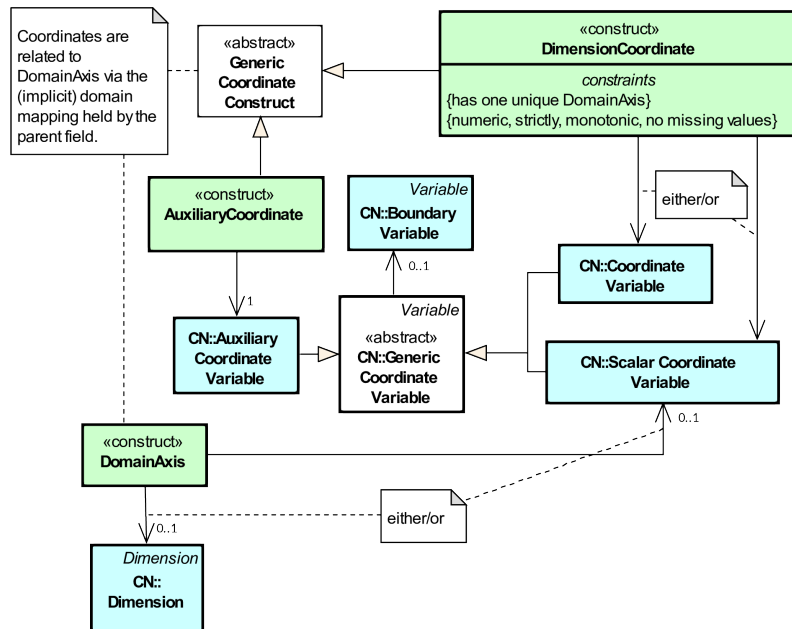 Coordinates are
related to
DomainAxis via the
(implicit) domain
mapping held by the
parent field.
«abstract»
Generic
Coordinate
Construct
«construct»
DimensionCoordinate
constraints
{has one unique DomainAxis}
{numeric, strictly, monotonic, no missing values}
«construct»
AuxiliaryCoordinate
Variable
CN::Boundary
Variable
either/or
0..1
CN::Coordinate
Variable
1
CN::Auxiliary
Coordinate
Variable
Variable
«abstract»
CN::Generic
Coordinate
Variable
CN::Scalar Coordinate
Variable
0..1
«construct»
DomainAxis
either/or
0..1
Dimension
CN::
Dimension